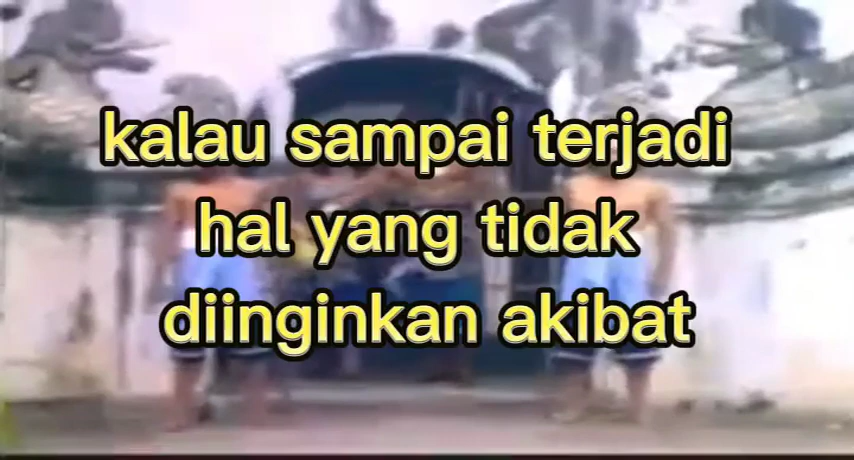 kalau sampai terjadi
hal yang tidak
diinginkan akibat